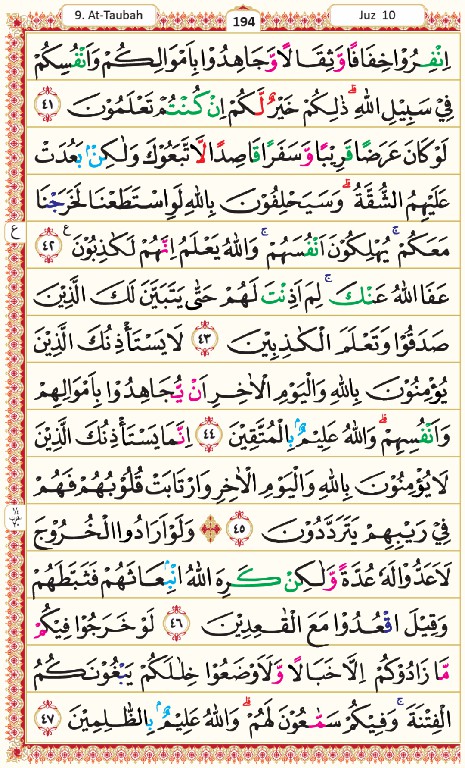 9. At-Taubah
194
Juz 10
اِنْفِرُوْا خِفَافًا وَّثِقَالًا وَّجَاهِدُوْا بِاَمْوَالِكُمْ وَاَنْفُسِكُمْ
فِيْ سَبِيْلِ اللّٰهِ ۗ ذٰلِكُمْ خَيْرٌ لَّكُمْ اِنْ كُنْتُمْ تَعْلَمُوْنَ ٤١
لَوْ كَانَ عَرَضًا قَرِيْبًا وَّسَفَرًا قَاصِدًا لَّاتَّبَعُوْكَ وَلٰكِنْۢ بَعُدَتْ
عَلَيْهِمُ الشُّقَّةُ ۗ وَسَيَحْلِفُوْنَ بِاللّٰهِ لَوِ اسْتَطَعْنَا لَخَرَجْنَا
مَعَكُمْ ۚ يُهْلِكُوْنَ اَنْفُسَهُمْ ۚ وَاللّٰهُ يَعْلَمُ اِنَّهُمْ لَكٰذِبُوْنَ ࣖ ٤٢
ع
عَفَا اللّٰهُ عَنْكَ ۚ لِمَ اَذِنْتَ لَهُمْ حَتّٰى يَتَبَيَّنَ لَكَ الَّذِيْنَ
صَدَقُوْا وَتَعْلَمَ الْكٰذِبِيْنَ ٤٣ لَا يَسْتَأْذِنُكَ الَّذِيْنَ
يُؤْمِنُوْنَ بِاللّٰهِ وَالْيَوْمِ الْاٰخِرِ اَنْ يُّجَاهِدُوْا بِاَمْوَالِهِمْ
وَاَنْفُسِهِمْ ۗ وَاللّٰهُ عَلِيْمٌۢ بِالْمُتَّقِيْنَ ٤٤ اِنَّمَا يَسْتَأْذِنُكَ الَّذِيْنَ
لَا يُؤْمِنُوْنَ بِاللّٰهِ وَالْيَوْمِ الْاٰخِرِ وَارْتَابَتْ قُلُوْبُهُمْ فَهُمْ
فِيْ رَيْبِهِمْ يَتَرَدَّدُوْنَ ٤٥ ۞ وَلَوْ اَرَادُوا الْخُرُوْجَ
لَاَعَدُّوْا لَهٗ عُدَّةً وَّلٰكِنْ كَرِهَ اللّٰهُ انْۢبِعَاثَهُمْ فَثَبَّطَهُمْ
وَقِيْلَ اقْعُدُوْا مَعَ الْقٰعِدِيْنَ ٤٦ لَوْ خَرَجُوْا فِيْكُمْ
مَّا زَادُوْكُمْ اِلَّا خَبَالًا وَّلَاَوْضَعُوْا خِلٰلَكُمْ يَبْغُوْنَكُمُ
الْفِتْنَةَ ۚ وَفِيْكُمْ سَمّٰعُوْنَ لَهُمْ ۗ وَاللّٰهُ عَلِيْمٌۢ بِالظّٰلِمِيْنَ ٤٧